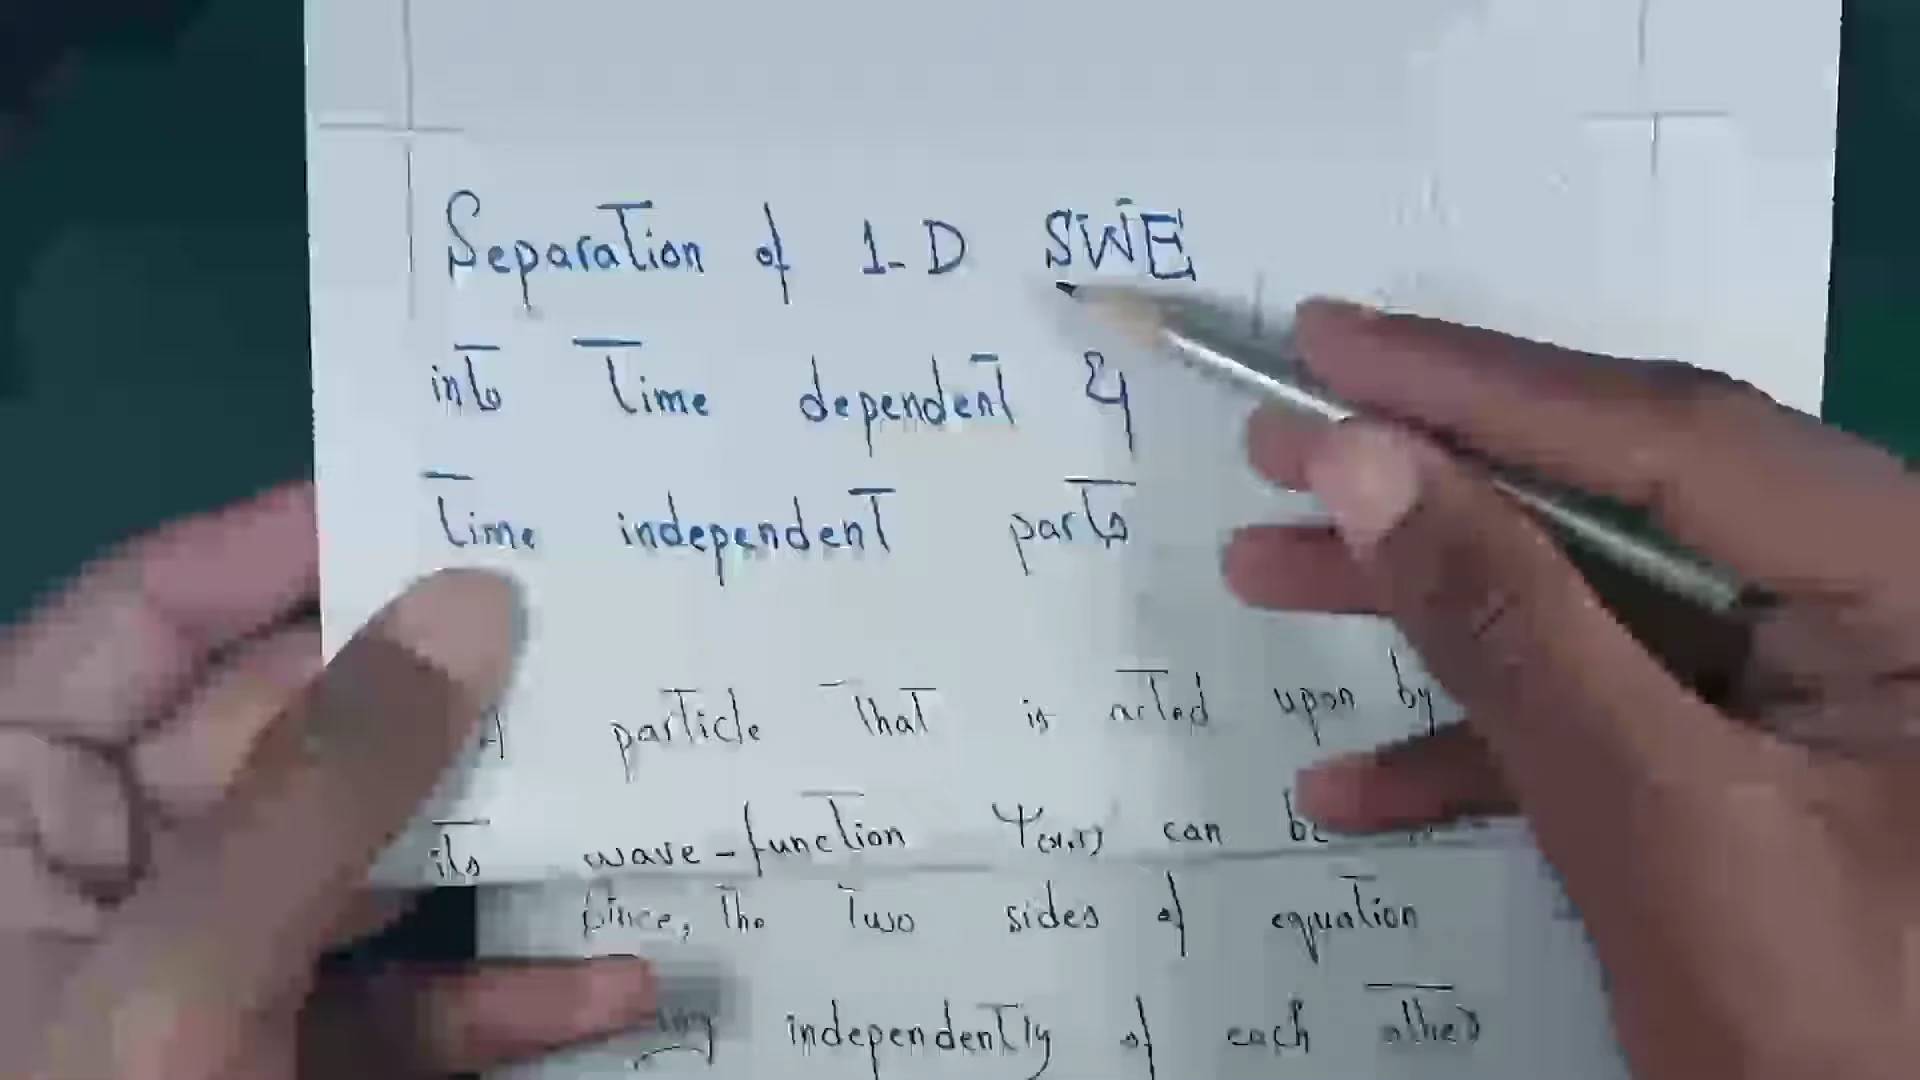 Separation of 1-D SWE
into Time dependent &
Time independent parts
A particle that is acted upon by
its wave-function Ψ(x,t) can be
Since, The Two sides of equation
independently of each other